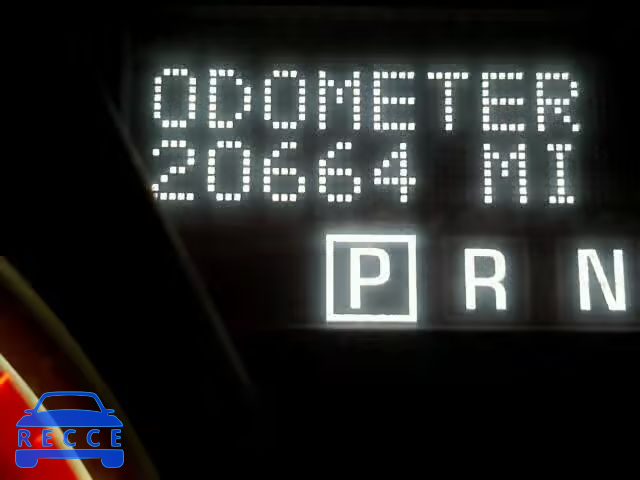 ODOMETER
20664 MI
P R N
RECCE